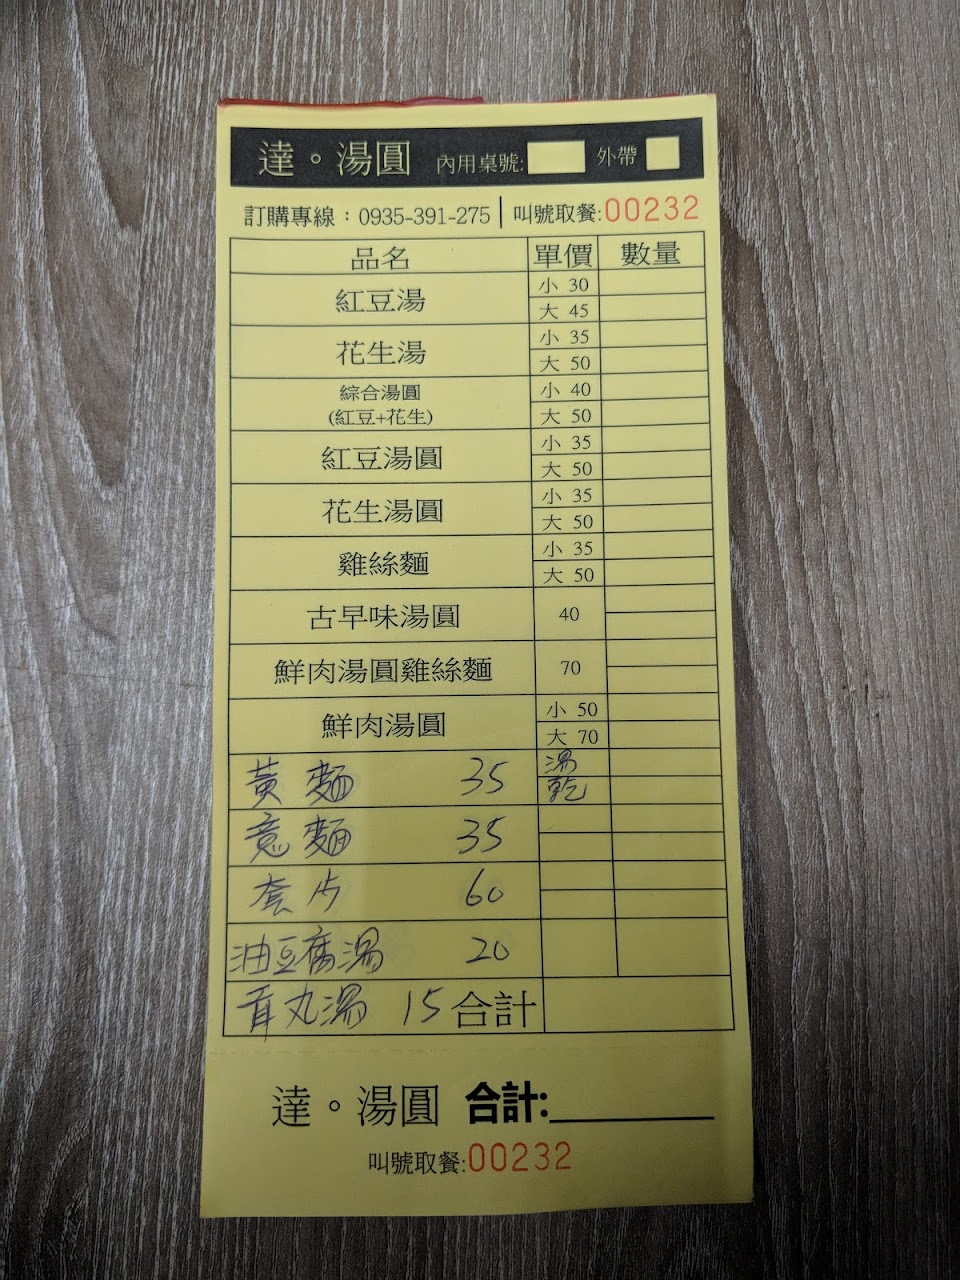 達。湯圓 內用桌號: 外帶
訂購專線：0935-391-275 叫號取餐:00232
品名 單價 數量
紅豆湯 小 30
大 45
花生湯 小 35
大 50
綜合湯圓
(紅豆+花生) 小 40
大 50
紅豆湯圓 小 35
大 50
花生湯圓 小 35
大 50
雞絲麵 小 35
大 50
古早味湯圓 40
鮮肉湯圓雞絲麵 70
鮮肉湯圓 小 50
大 70
黃麵 35 湯
乾
意麵 35
套片 60
油豆腐湯 20
丸湯 15 合計
達。湯圓 合計:
叫號取餐:00232